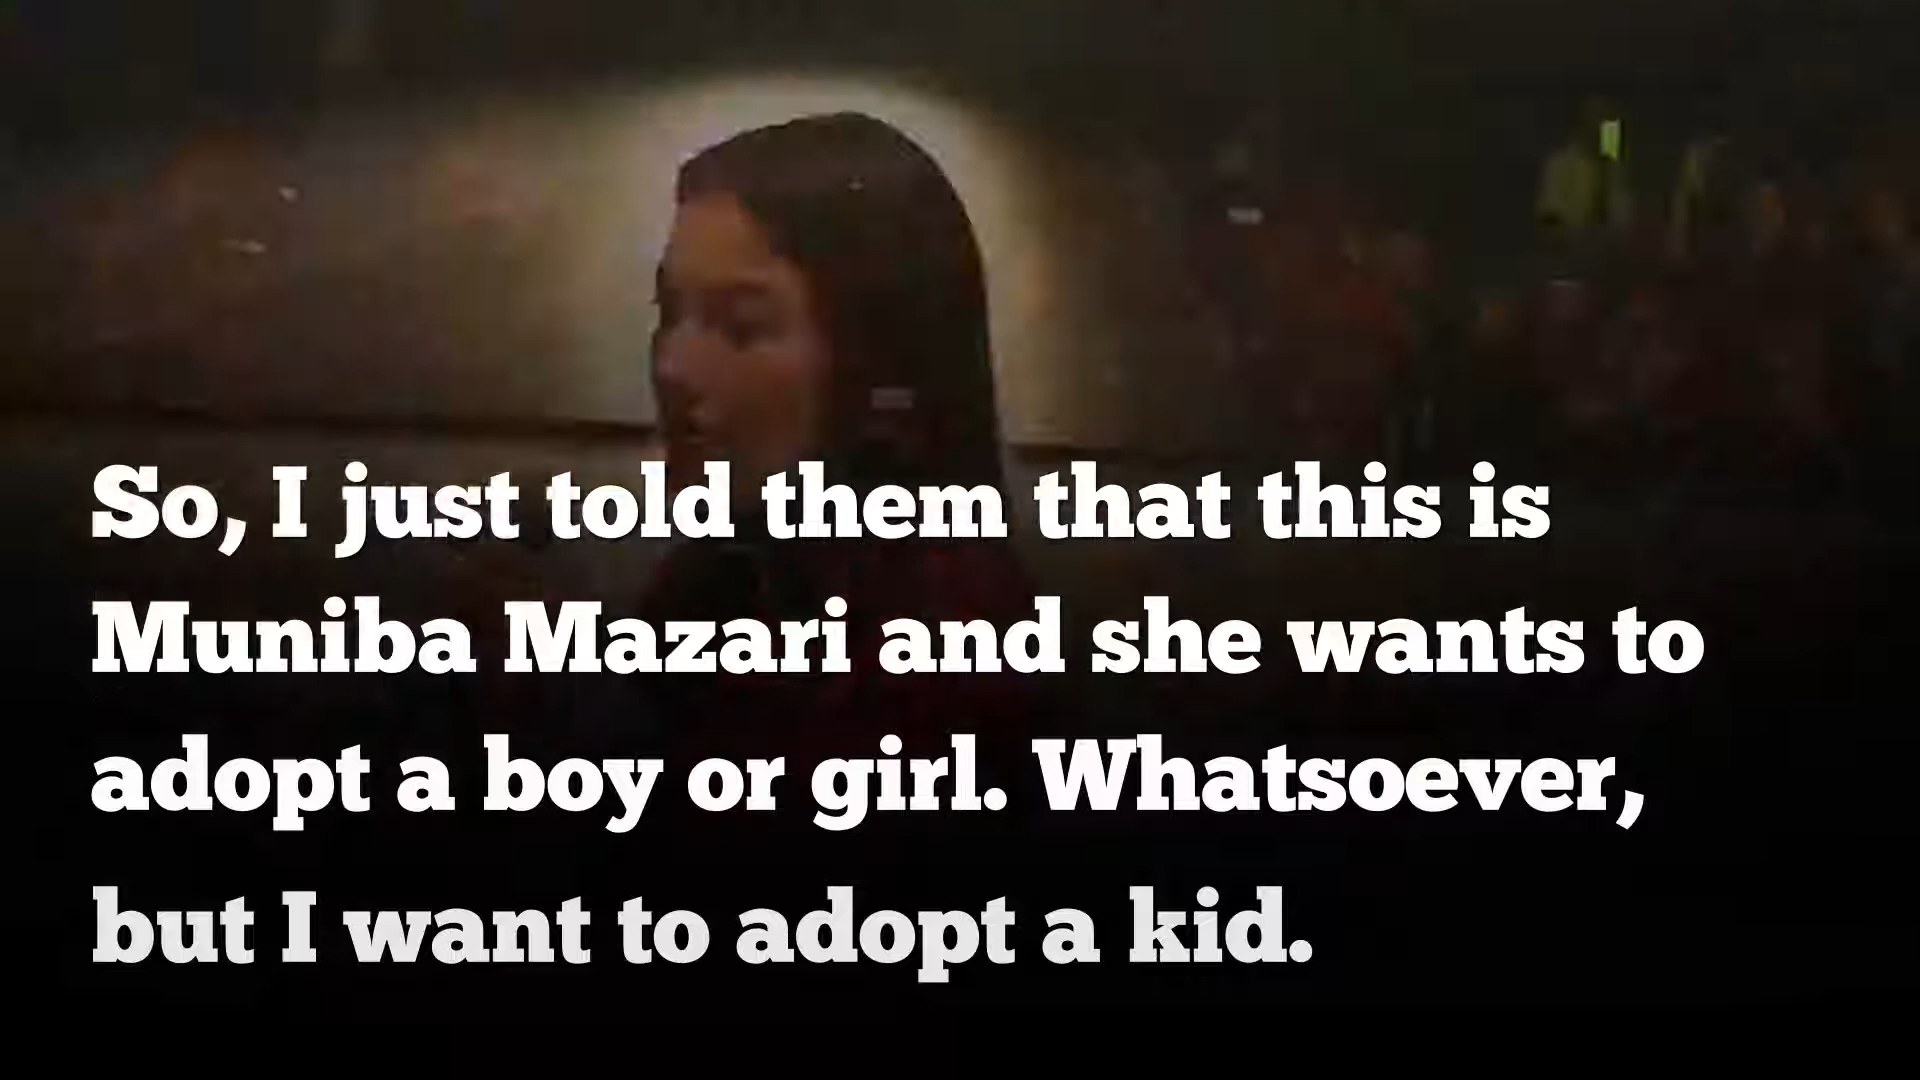 So, I just told them that this is
Muniba Mazari and she wants to
adopt a boy or girl. Whatsoever,
but I want to adopt a kid.